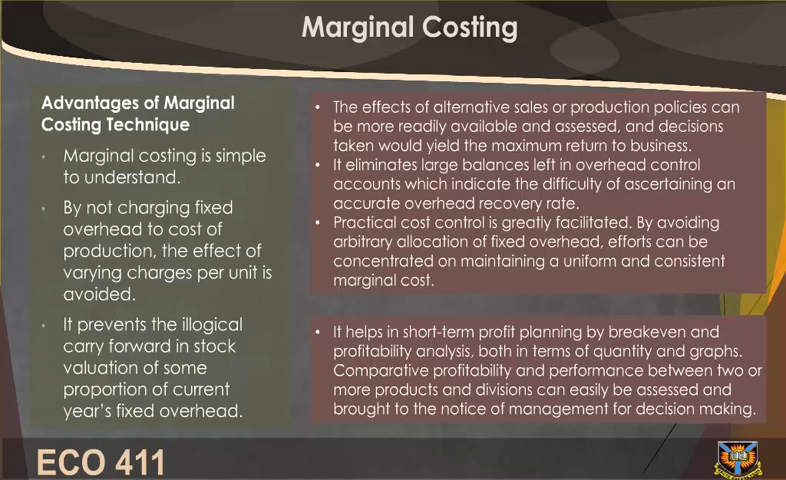 Marginal Costing
Advantages of Marginal
Costing Technique
• Marginal costing is simple
to understand.
• By not charging fixed
overhead to cost of
production, the effect of
varying charges per unit is
avoided.
• It prevents the illogical
carry forward in stock
valuation of some
proportion of current
year's fixed overhead.
• The effects of alternative sales or production policies can
be more readily available and assessed, and decisions
taken would yield the maximum return to business.
• It eliminates large balances left in overhead control
accounts which indicate the difficulty of ascertaining an
accurate overhead recovery rate.
• Practical cost control is greatly facilitated. By avoiding
arbitrary allocation of fixed overhead, efforts can be
concentrated on maintaining a uniform and consistent
marginal cost.
• It helps in short-term profit planning by breakeven and
profitability analysis, both in terms of quantity and graphs.
Comparative profitability and performance between two or
more products and divisions can easily be assessed and
brought to the notice of management for decision making.
ECO 411